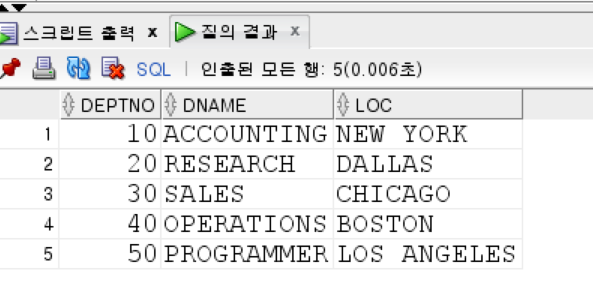 스크립트 출력 x 질의 결과 x
SQL | 인출된 모든 행: 5(0.006초)
DEPTNO DNAME LOC
1 10 ACCOUNTING NEW YORK
2 20 RESEARCH DALLAS
3 30 SALES CHICAGO
4 40 OPERATIONS BOSTON
5 50 PROGRAMMER LOS ANGELES